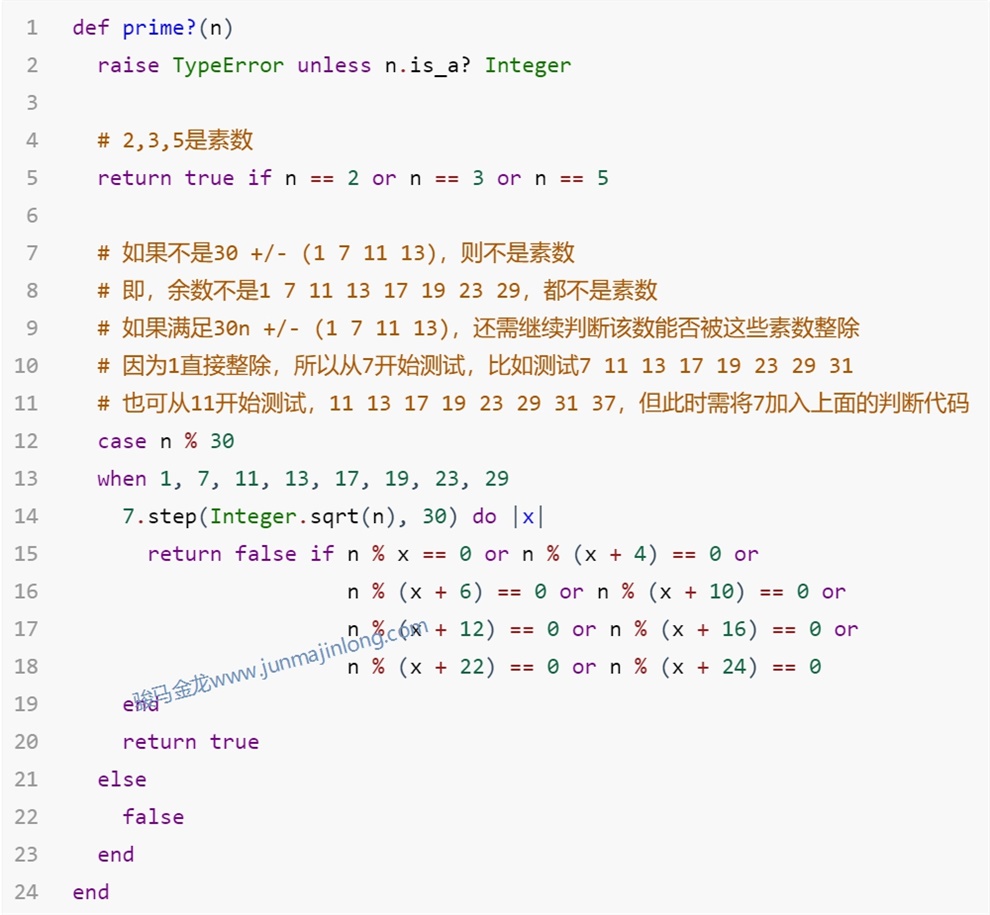 1 def prime?(n)
2   raise TypeError unless n.is_a? Integer
3
4   # 2,3,5是素数
5   return true if n == 2 or n == 3 or n == 5
6
7   # 如果不是30 +/- (1 7 11 13)，则不是素数
8   # 即，余数不是1 7 11 13 17 19 23 29，都不是素数
9   # 如果满足30n +/- (1 7 11 13)，还需继续判断该数能否被这些素数整除
10   # 因为1直接整除，所以从7开始测试，比如测试7 11 13 17 19 23 29 31
11   # 也可从11开始测试，11 13 17 19 23 29 31 37，但此时需将7加入上面的判断代码
12   case n % 30
13   when 1, 7, 11, 13, 17, 19, 23, 29
14     7.step(Integer.sqrt(n), 30) do |x|
15       return false if n % x == 0 or n % (x + 4) == 0 or
16                       n % (x + 6) == 0 or n % (x + 10) == 0 or
17                       n % (x + 12) == 0 or n % (x + 16) == 0 or
18                       n % (x + 22) == 0 or n % (x + 24) == 0
19     end
20     return true
21   else
22     false
23   end
24 end
骏马金龙www.junmajinlong.com